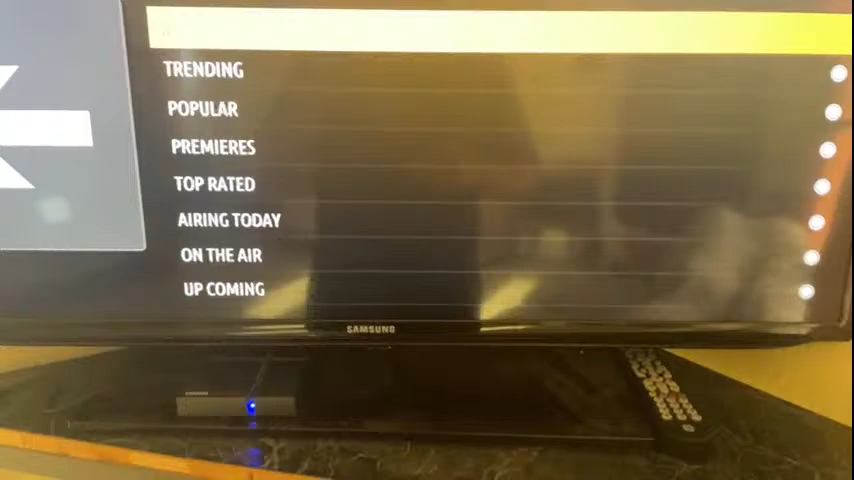 TRENDING
POPULAR
PREMIERES
TOP RATED
AIRING TODAY
ON THE AIR
UP COMING
SAMSUNG